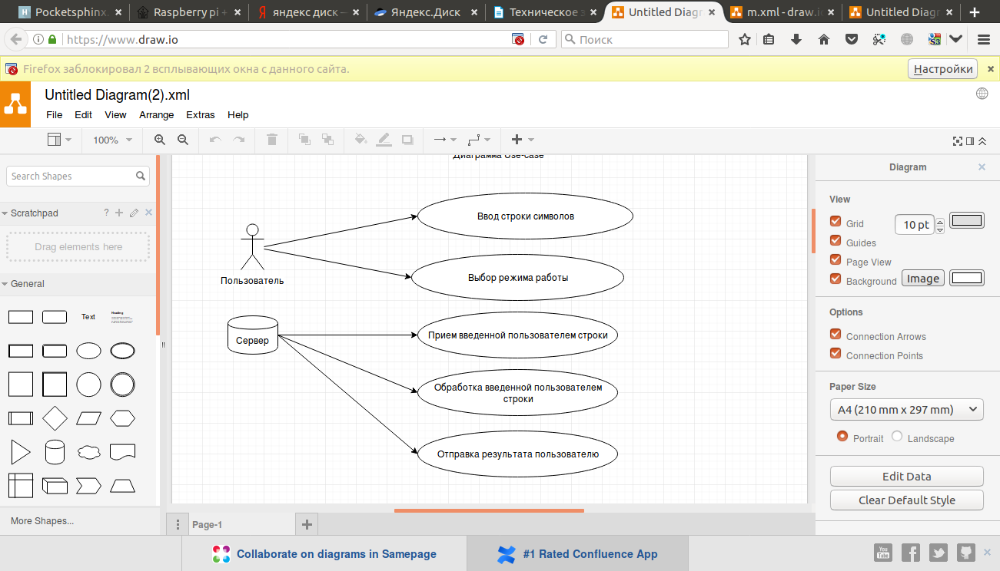 Pocketsphinx.
Raspberry pi +
яндекс диск –
Яндекс.Диск
Техническое з
Untitled Diagr
m.xml - draw.i
Untitled Diagr
https://www.draw.io
Поиск
Firefox заблокировал 2 всплывающих окна с данного сайта.
Настройки
Untitled Diagram(2).xml
File Edit View Arrange Extras Help
100%
Search Shapes
Scratchpad ?
Drag elements here
General
Text
Heading
More Shapes...
Диаграмма Use-case
Ввод строки символов
Пользователь
Выбор режима работы
Сервер
Прием введенной пользователем строки
Обработка введенной пользователем
строки
Отправка результата пользователю
Page-1
Diagram
View
Grid 10 pt
Guides
Page View
Background Image
Options
Connection Arrows
Connection Points
Paper Size
A4 (210 mm x 297 mm)
Portrait Landscape
Edit Data
Clear Default Style
Collaborate on diagrams in Samepage
#1 Rated Confluence App
You
Tube